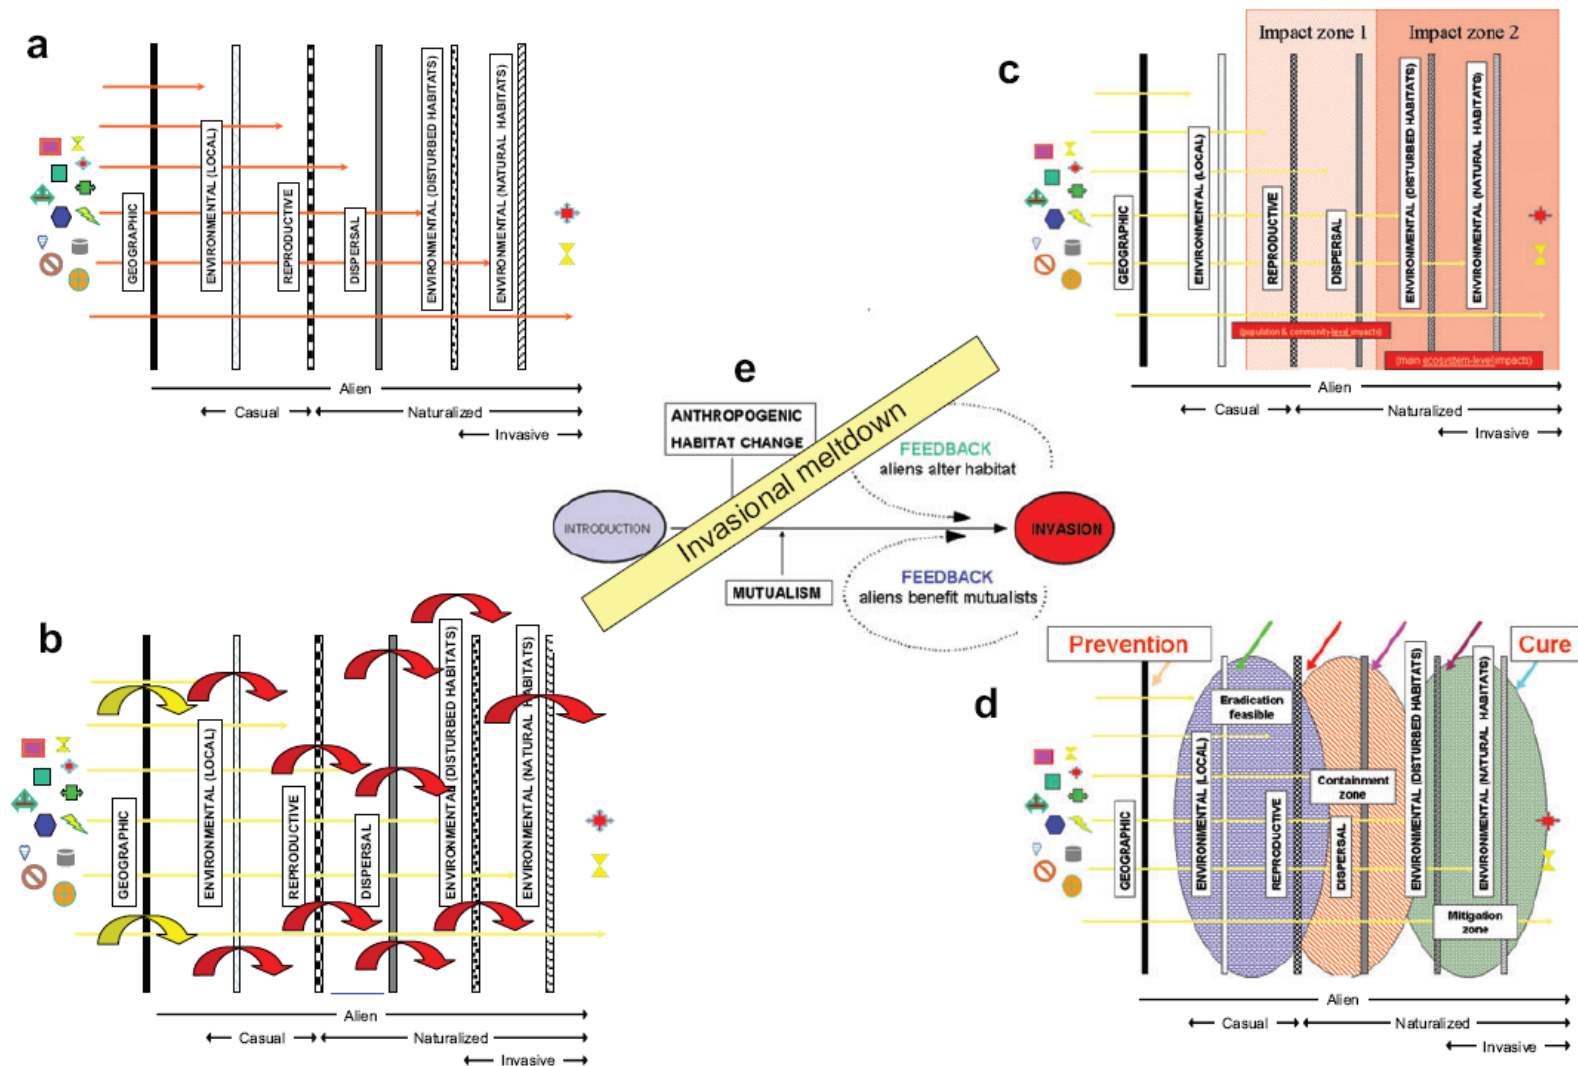 a
GEOGRAPHIC
ENVIRONMENTAL (LOCAL)
REPRODUCTIVE
DISPERSAL
ENVIRONMENTAL (DISTURBED HABITATS)
ENVIRONMENTAL (NATURAL HABITATS)
Alien
Casual
Naturalized
Invasive
c
Impact zone 1
Impact zone 2
GEOGRAPHIC
ENVIRONMENTAL (LOCAL)
REPRODUCTIVE
DISPERSAL
ENVIRONMENTAL (DISTURBED HABITATS)
ENVIRONMENTAL (NATURAL HABITATS)
(population & community-level impacts)
(main ecosystem-level impacts)
Alien
Casual
Naturalized
Invasive
e
ANTHROPOGENIC
HABITAT CHANGE
Invasional meltdown
FEEDBACK
aliens alter habitat
INTRODUCTION
INVASION
MUTUALISM
FEEDBACK
aliens benefit mutualists
b
GEOGRAPHIC
ENVIRONMENTAL (LOCAL)
REPRODUCTIVE
DISPERSAL
ENVIRONMENTAL (DISTURBED HABITATS)
ENVIRONMENTAL (NATURAL HABITATS)
Alien
Casual
Naturalized
Invasive
d
Prevention
Cure
Eradication
feasible
Containment
zone
Mitigation
zone
GEOGRAPHIC
ENVIRONMENTAL (LOCAL)
REPRODUCTIVE
DISPERSAL
ENVIRONMENTAL (DISTURBED HABITATS)
ENVIRONMENTAL (NATURAL HABITATS)
Alien
Casual
Naturalized
Invasive